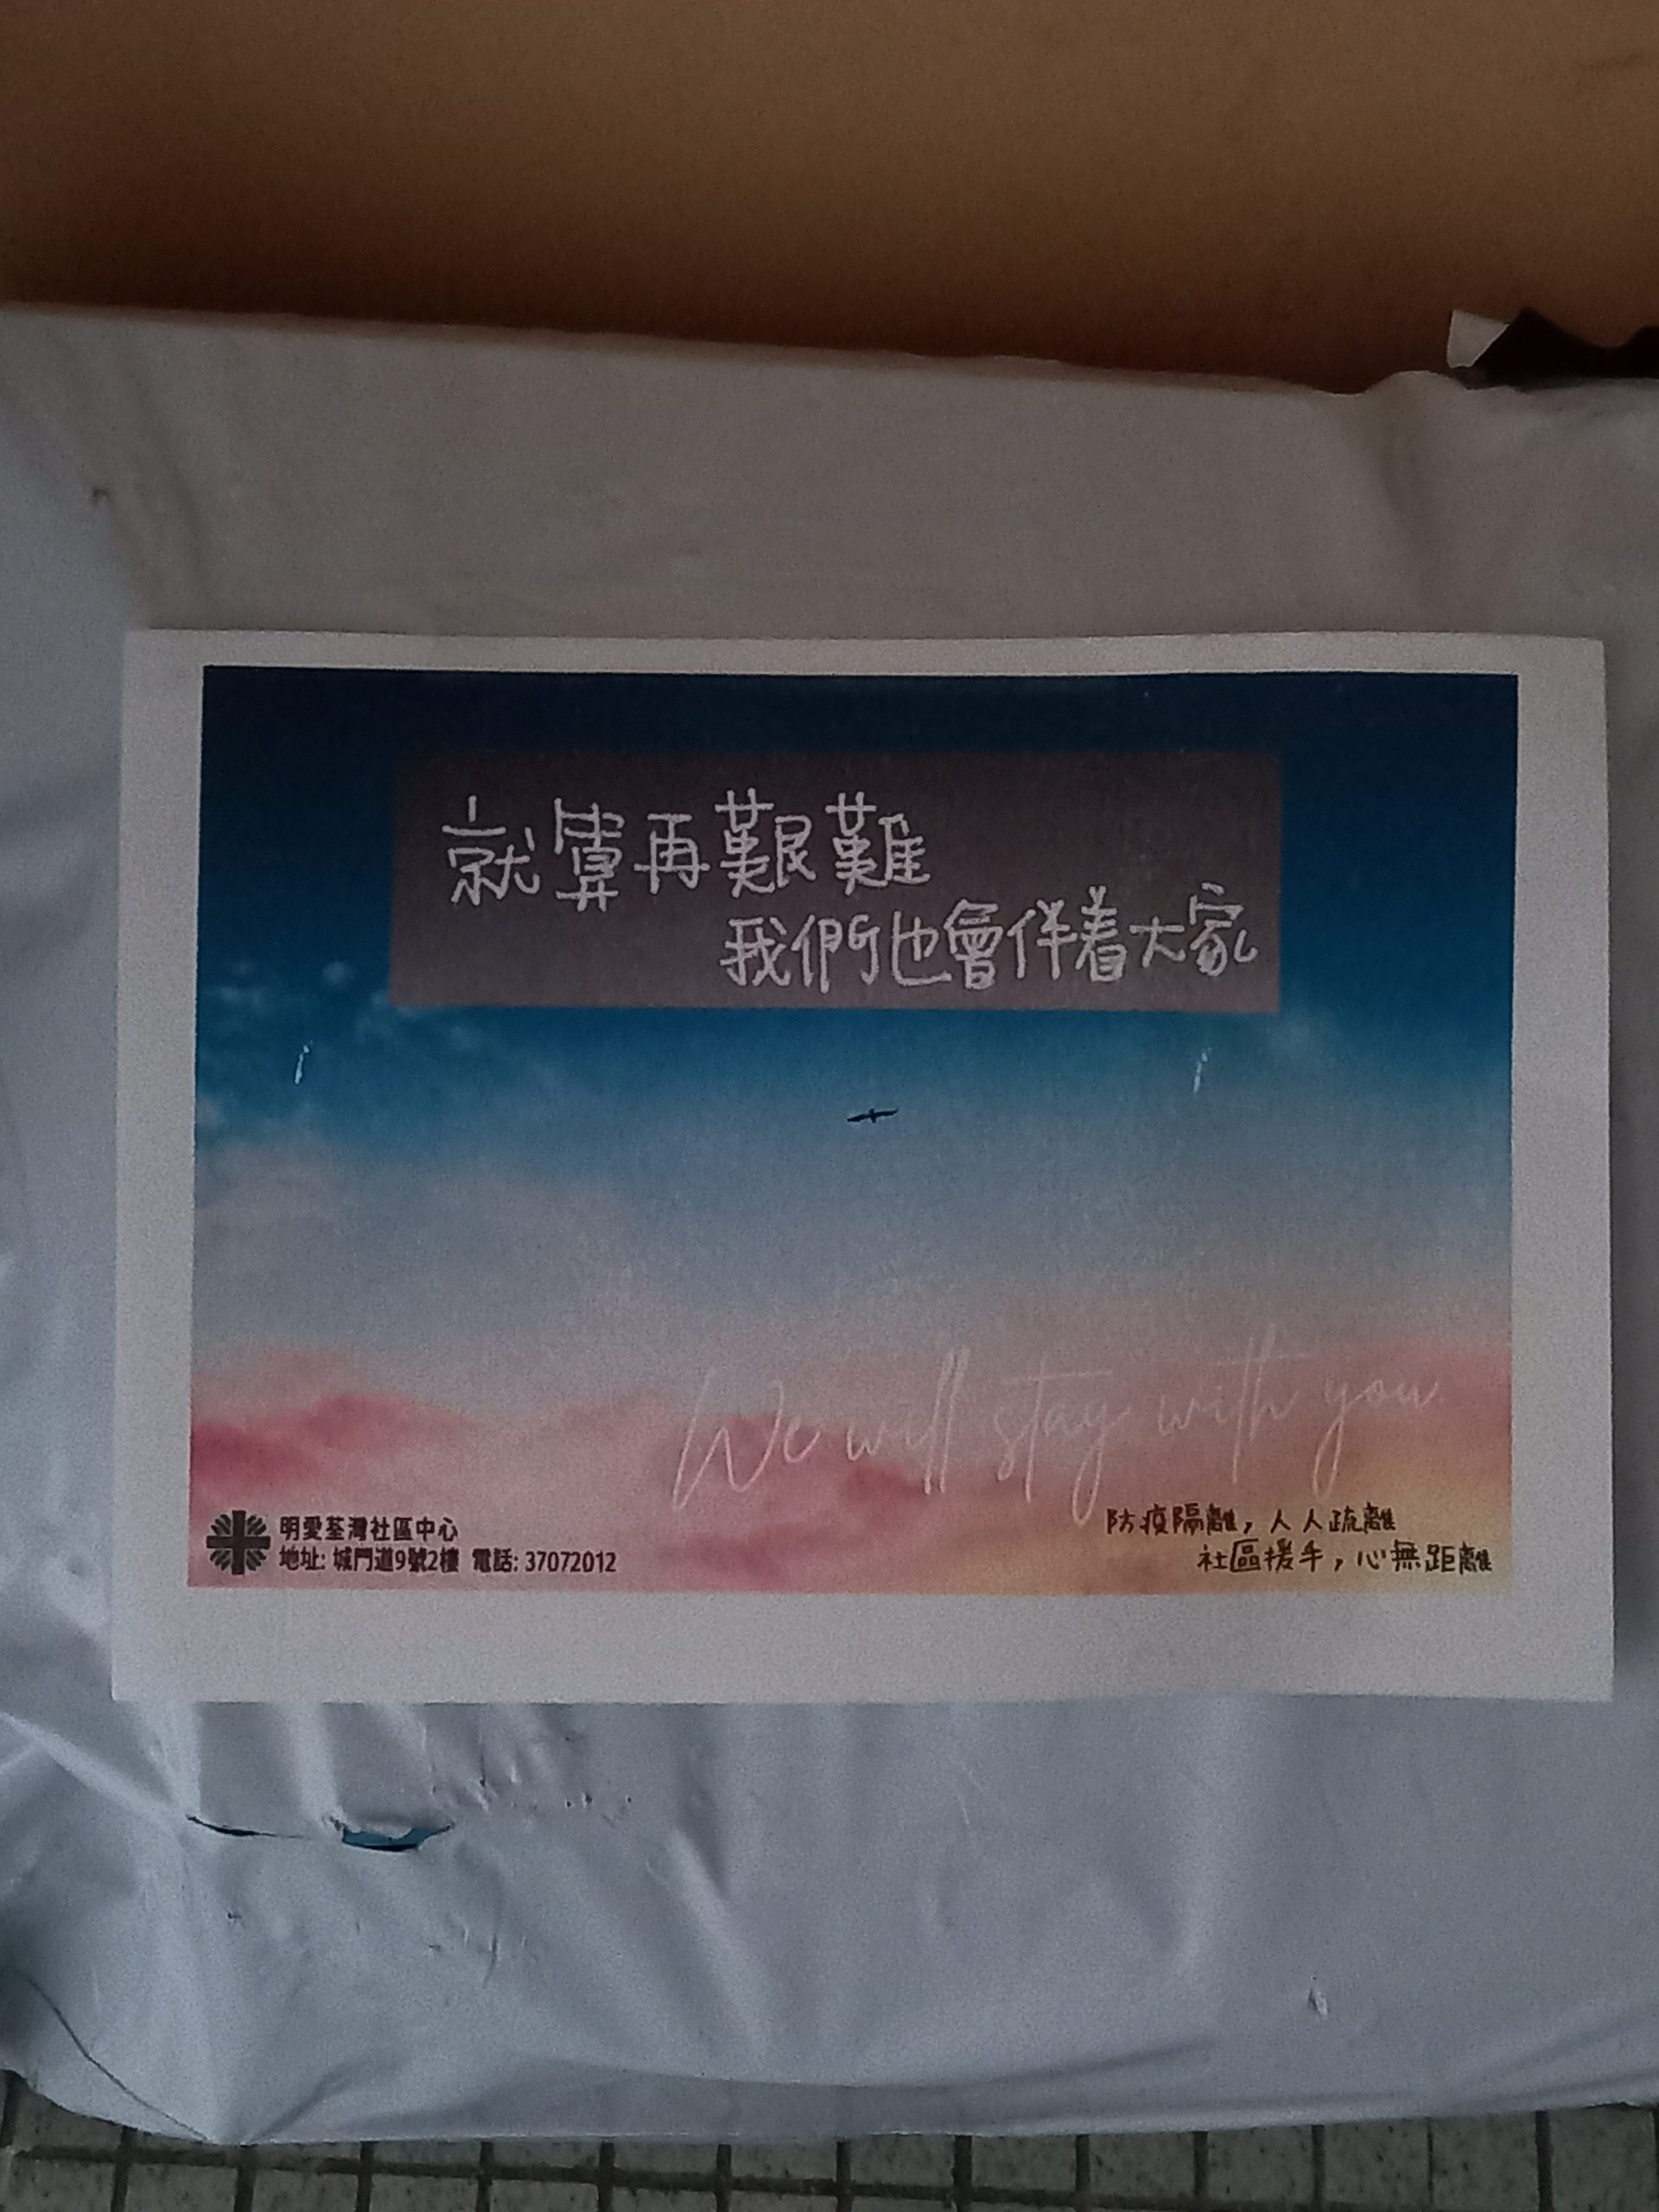 就算再艱難
我們也會伴着大家
We will stay with you
明愛荃灣社區中心
地址: 城門道9號2樓 電話: 37072012
防疫隔離，人人疏離
社區援手，心無距離